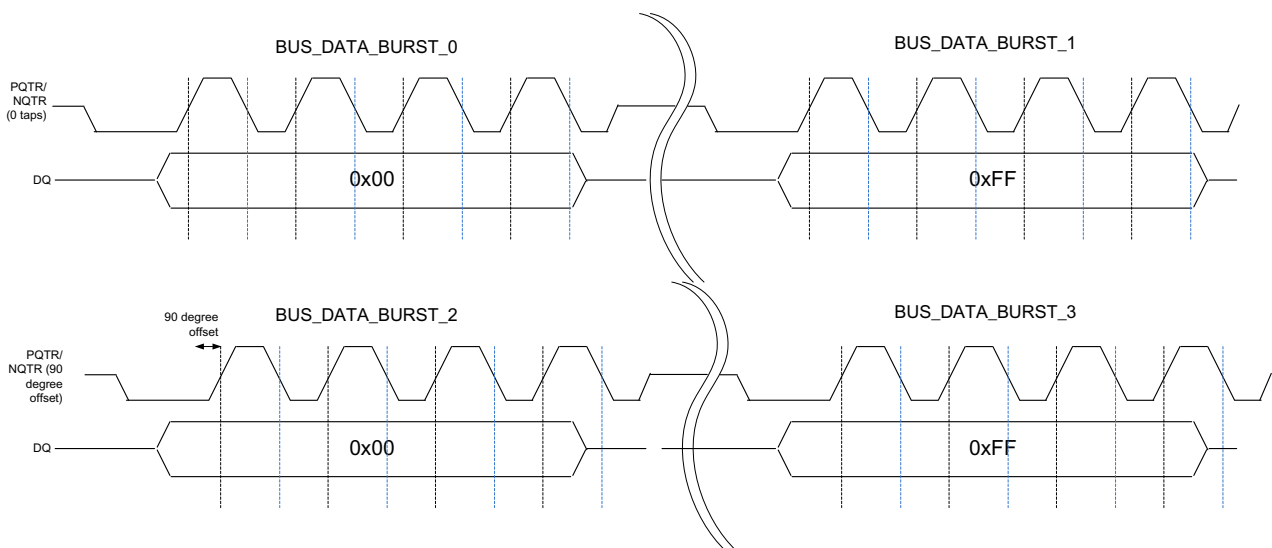 BUS_DATA_BURST_0
BUS_DATA_BURST_1
PQTR/
NQTR
(0 taps)
DQ
0x00
0xFF
90 degree
offset
BUS_DATA_BURST_2
BUS_DATA_BURST_3
PQTR/
NQTR (90
degree
offset)
DQ
0x00
0xFF